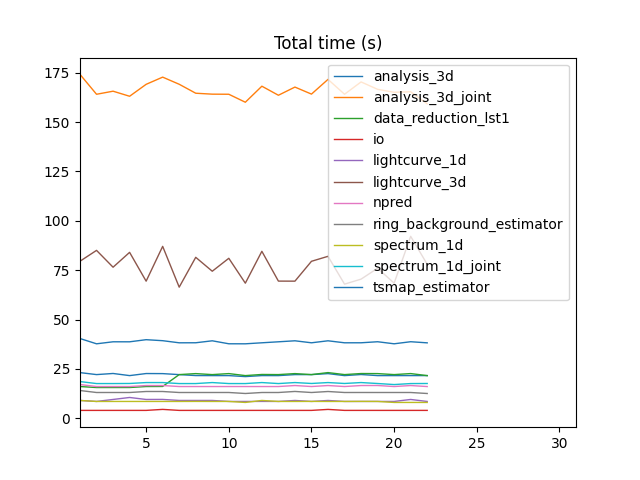 Total time (s)
175
150
125
100
75
50
25
0
analysis_3d
analysis_3d_joint
data_reduction_lst1
io
lightcurve_1d
lightcurve_3d
npred
ring_background_estimator
spectrum_1d
spectrum_1d_joint
tsmap_estimator
5 10 15 20 25 30